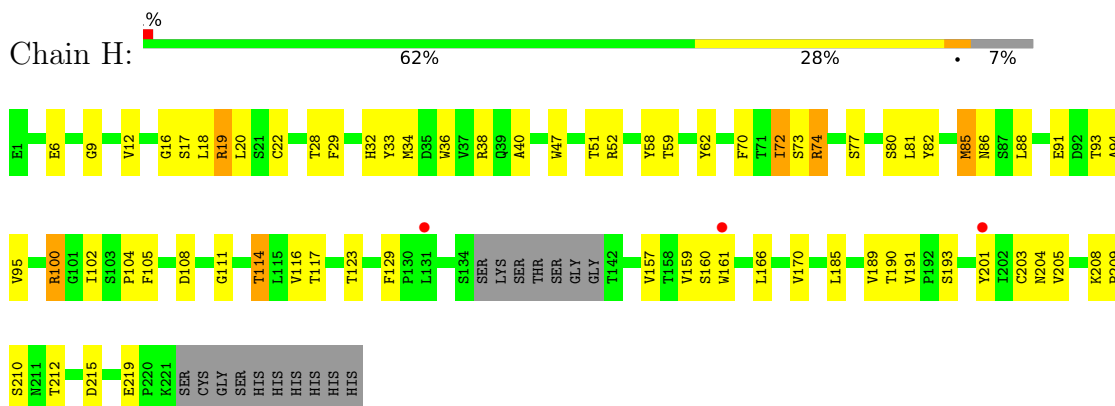 %
Chain H:
62% 28% • 7%
E1 E6 G9 V12 G16 S17 L18 R19 L20 S21 C22 T28 F29 H32 Y33 M34 D35 W36 V37 R38 Q39 A40 W47 T51 R52 Y58 T59 Y62 F70 T71 I72 S73 R74 S77 S80 L81 Y82 M85 N86 S87 L88 E91 D92 T93 A94
V95 R100 G101 I102 S103 P104 F105 D108 G111 T114 L115 V116 T117 T123 F129 P130 L131 S134 SER LYS SER THR SER GLY GLY T142 V157 T158 V159 S160 W161 L166 V170 L185 V189 T190 V191 P192 S193 Y201 I202 C203 N204 V205 K208 P209
S210 N211 T212 D215 E219 P220 K221 SER CYS GLY SER HIS HIS HIS HIS HIS HIS